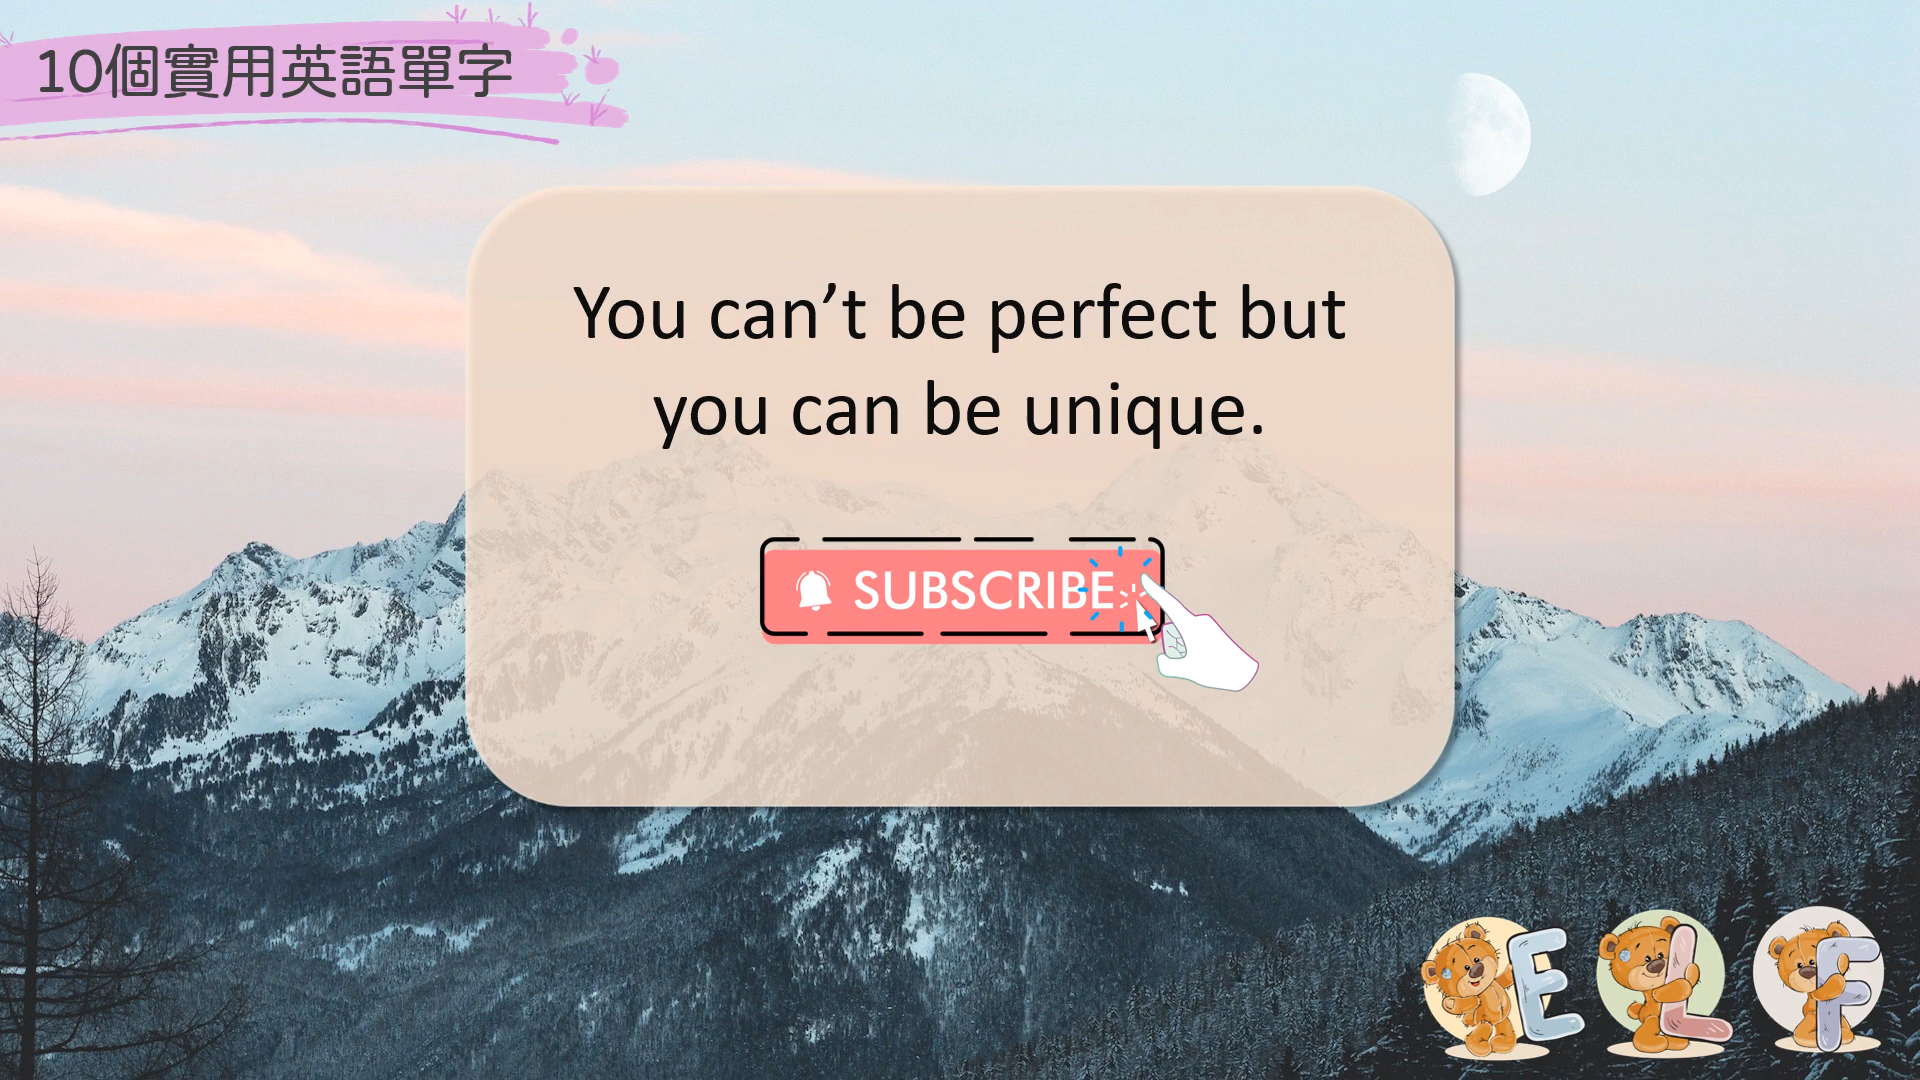 10個實用英語單字
You can’t be perfect but
you can be unique.
SUBSCRIBE
E L F